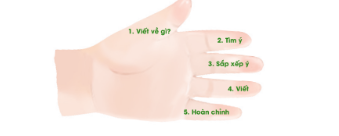 1. Viết về gì?
2. Tìm ý
3. Sắp xếp ý
4. Viết
5. Hoàn chỉnh